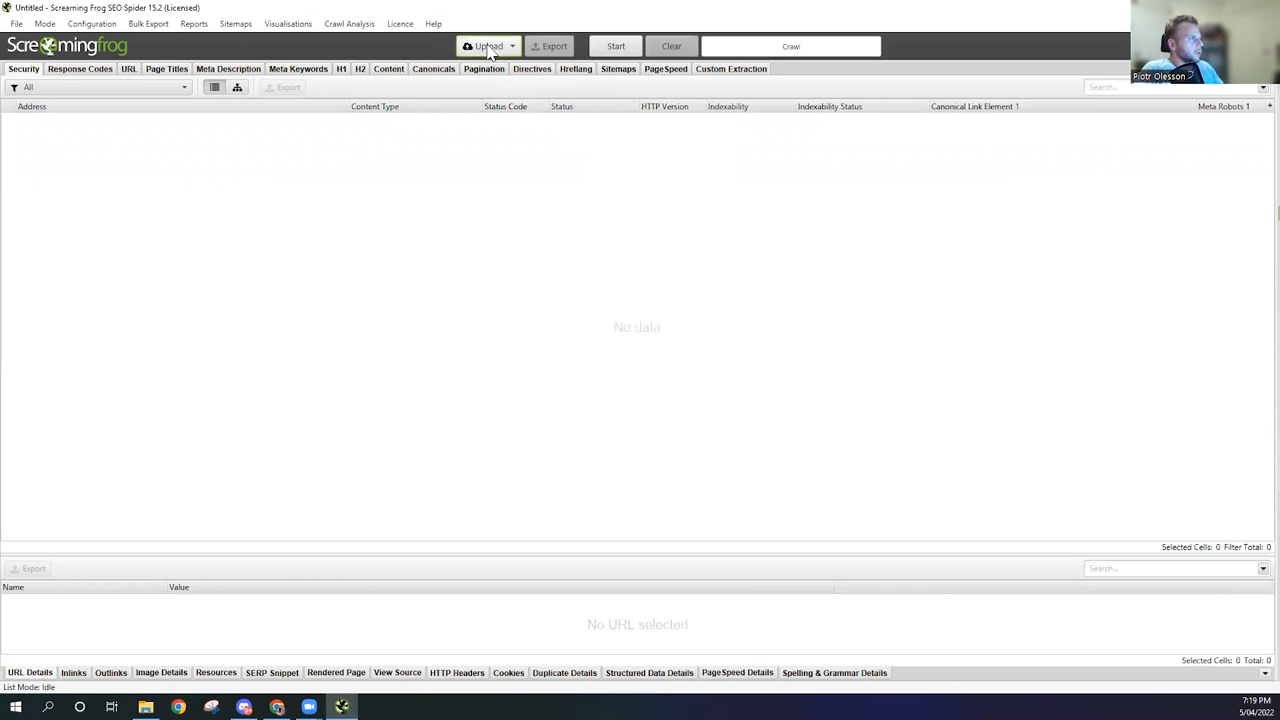 Untitled - Screaming Frog SEO Spider 15.2 (Licensed)
File Mode Configuration Bulk Export Reports Sitemaps Visualisations Crawl Analysis Licence Help
Screamingfrog Upload Export Start Clear Crawl
Piotr Olesson
Security Response Codes URL Page Titles Meta Description Meta Keywords H1 H2 Content Canonicals Pagination Directives Hreflang Sitemaps PageSpeed Custom Extraction
All Export Search...
Address Content Type Status Code Status HTTP Version Indexability Indexability Status Canonical Link Element 1 Meta Robots 1
No data
Selected Cells: 0 Filter Total: 0
Export Search...
Name Value
No URL selected
Selected Cells: 0 Total: 0
URL Details Inlinks Outlinks Image Details Resources SERP Snippet Rendered Page View Source HTTP Headers Cookies Duplicate Details Structured Data Details PageSpeed Details Spelling & Grammar Details
List Mode: Idle
7:19 PM
5/04/2022